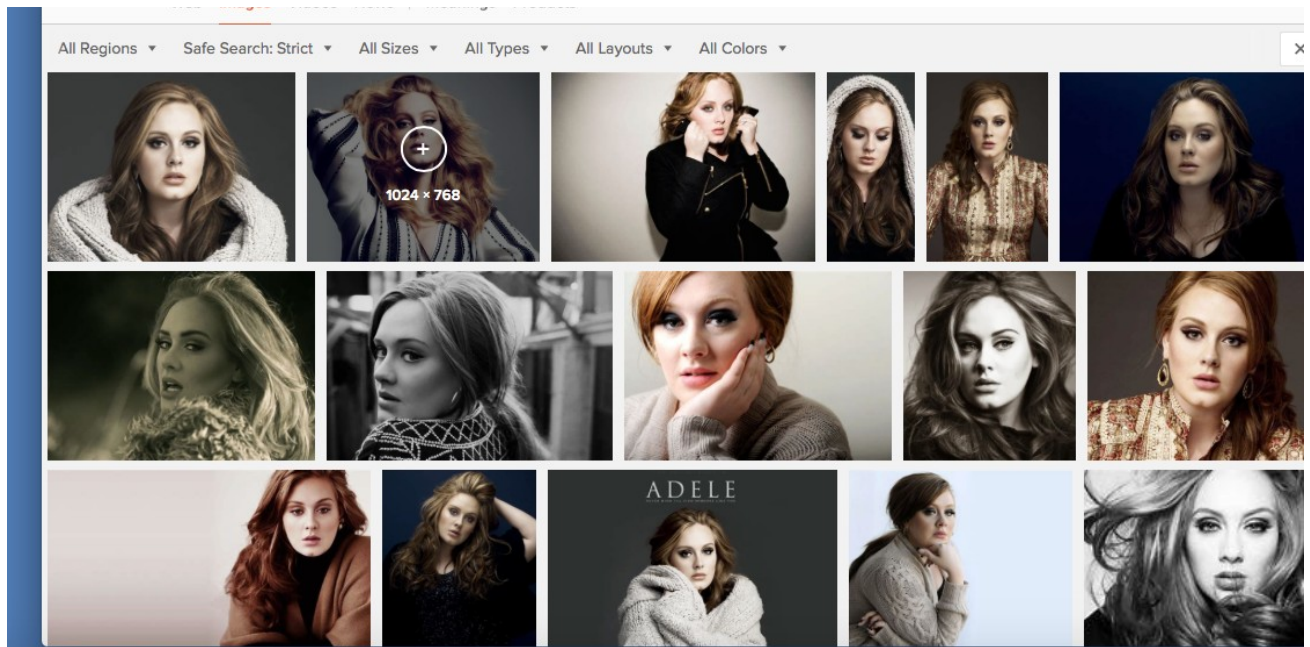 All Regions ▾ Safe Search: Strict ▾ All Sizes ▾ All Types ▾ All Layouts ▾ All Colors ▾
1024 × 768
ADELE